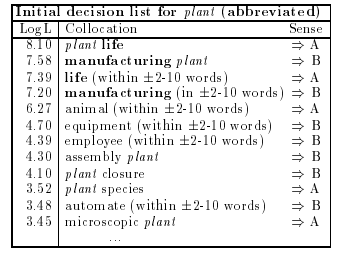 Initial decision list for plant (abbreviated)
LogL Collocation Sense
8.10 plant life ⇒ A
7.58 manufacturing plant ⇒ B
7.39 life (within ±2-10 words) ⇒ A
7.20 manufacturing (in ±2-10 words) ⇒ B
6.27 animal (within ±2-10 words) ⇒ A
4.70 equipment (within ±2-10 words) ⇒ B
4.39 employee (within ±2-10 words) ⇒ B
4.30 assembly plant ⇒ B
4.10 plant closure ⇒ B
3.52 plant species ⇒ A
3.48 automate (within ±2-10 words) ⇒ B
3.45 microscopic plant ⇒ A
...